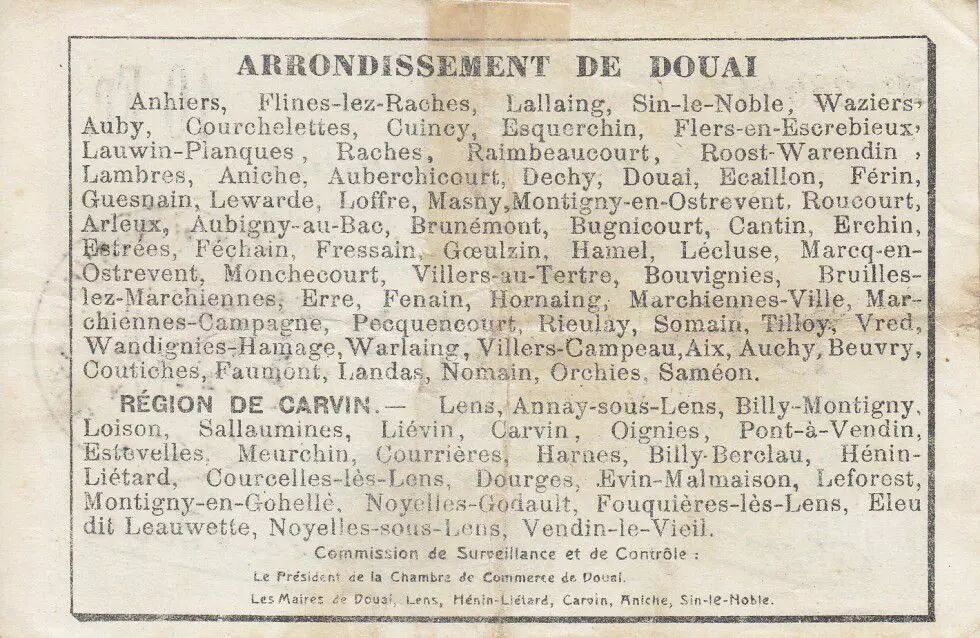 ARRONDISSEMENT DE DOUAI
Anhiers, Flines-lez-Raches, Lallaing, Sin-le-Noble, Waziers,
Auby, Courchelettes, Cuincy, Esquerchin, Flers-en-Escrebieux,
Lauwin-Planques, Raches, Raimbeaucourt, Roost-Warendin,
Lambres, Aniche, Auberchicourt, Dechy, Douai, Ecaillon, Férin,
Guesnain, Lewarde, Loffre, Masny, Montigny-en-Ostrevent, Roucourt,
Arleux, Aubigny-au-Bac, Brunémont, Bugnicourt, Cantin, Erchin,
Estrées, Féchain, Fressain, Gœulzin, Hamel, Lécluse, Marcq-en-
Ostrevent, Monchecourt, Villers-au-Tertre, Bouvignies, Bruilles-
lez-Marchiennes, Erre, Fenain, Hornaing, Marchiennes-Ville, Mar-
chiennes-Campagne, Pecquencourt, Rieulay, Somain, Tilloy, Vred,
Wandignies-Hamage, Warlaing, Villers-Campeau, Aix, Auchy, Beuvry,
Coutiches, Faumont, Landas, Nomain, Orchies, Saméon.
RÉGION DE CARVIN.— Lens, Annay-sous-Lens, Billy-Montigny,
Loison, Sallaumines, Liévin, Carvin, Oignies, Pont-à-Vendin,
Estevelles, Meurchin, Courrières, Harnes, Billy-Berclau, Hénin-
Liétard, Courcelles-lès-Lens, Dourges, Evin-Malmaison, Leforest,
Montigny-en-Gohelle, Noyelles-Godault, Fouquières-lès-Lens, Eleu
dit Leauwette, Noyelles-sous-Lens, Vendin-le-Vieil.
Commission de Surveillance et de Contrôle :
Le Président de la Chambre de Commerce de Douai.
Les Maires de Douai, Lens, Hénin-Liétard, Carvin, Aniche, Sin-le-Noble.